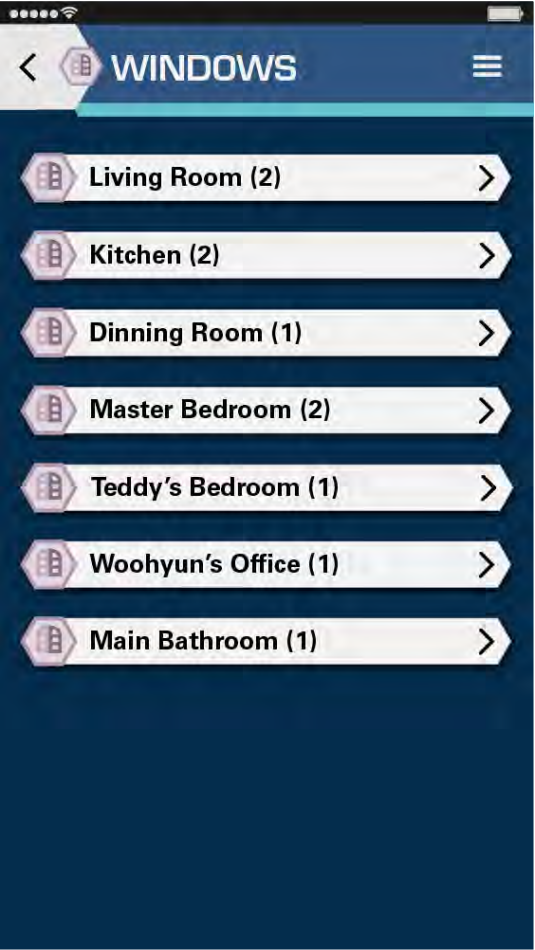 WINDOWS
Living Room (2)
Kitchen (2)
Dinning Room (1)
Master Bedroom (2)
Teddy’s Bedroom (1)
Woohyun’s Office (1)
Main Bathroom (1)